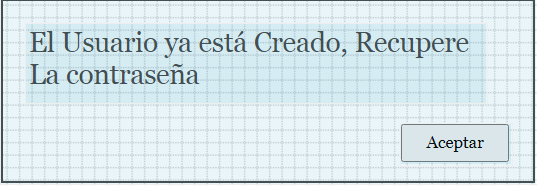 El Usuario ya está Creado, Recupere
La contraseña
Aceptar